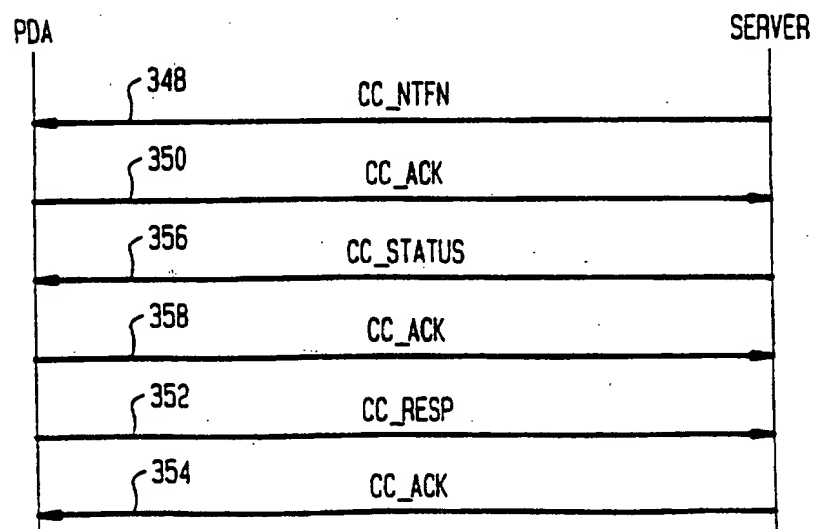 PDA
SERVER
348
CC_NTFN
350
CC_ACK
356
CC_STATUS
358
CC_ACK
352
CC_RESP
354
CC_ACK